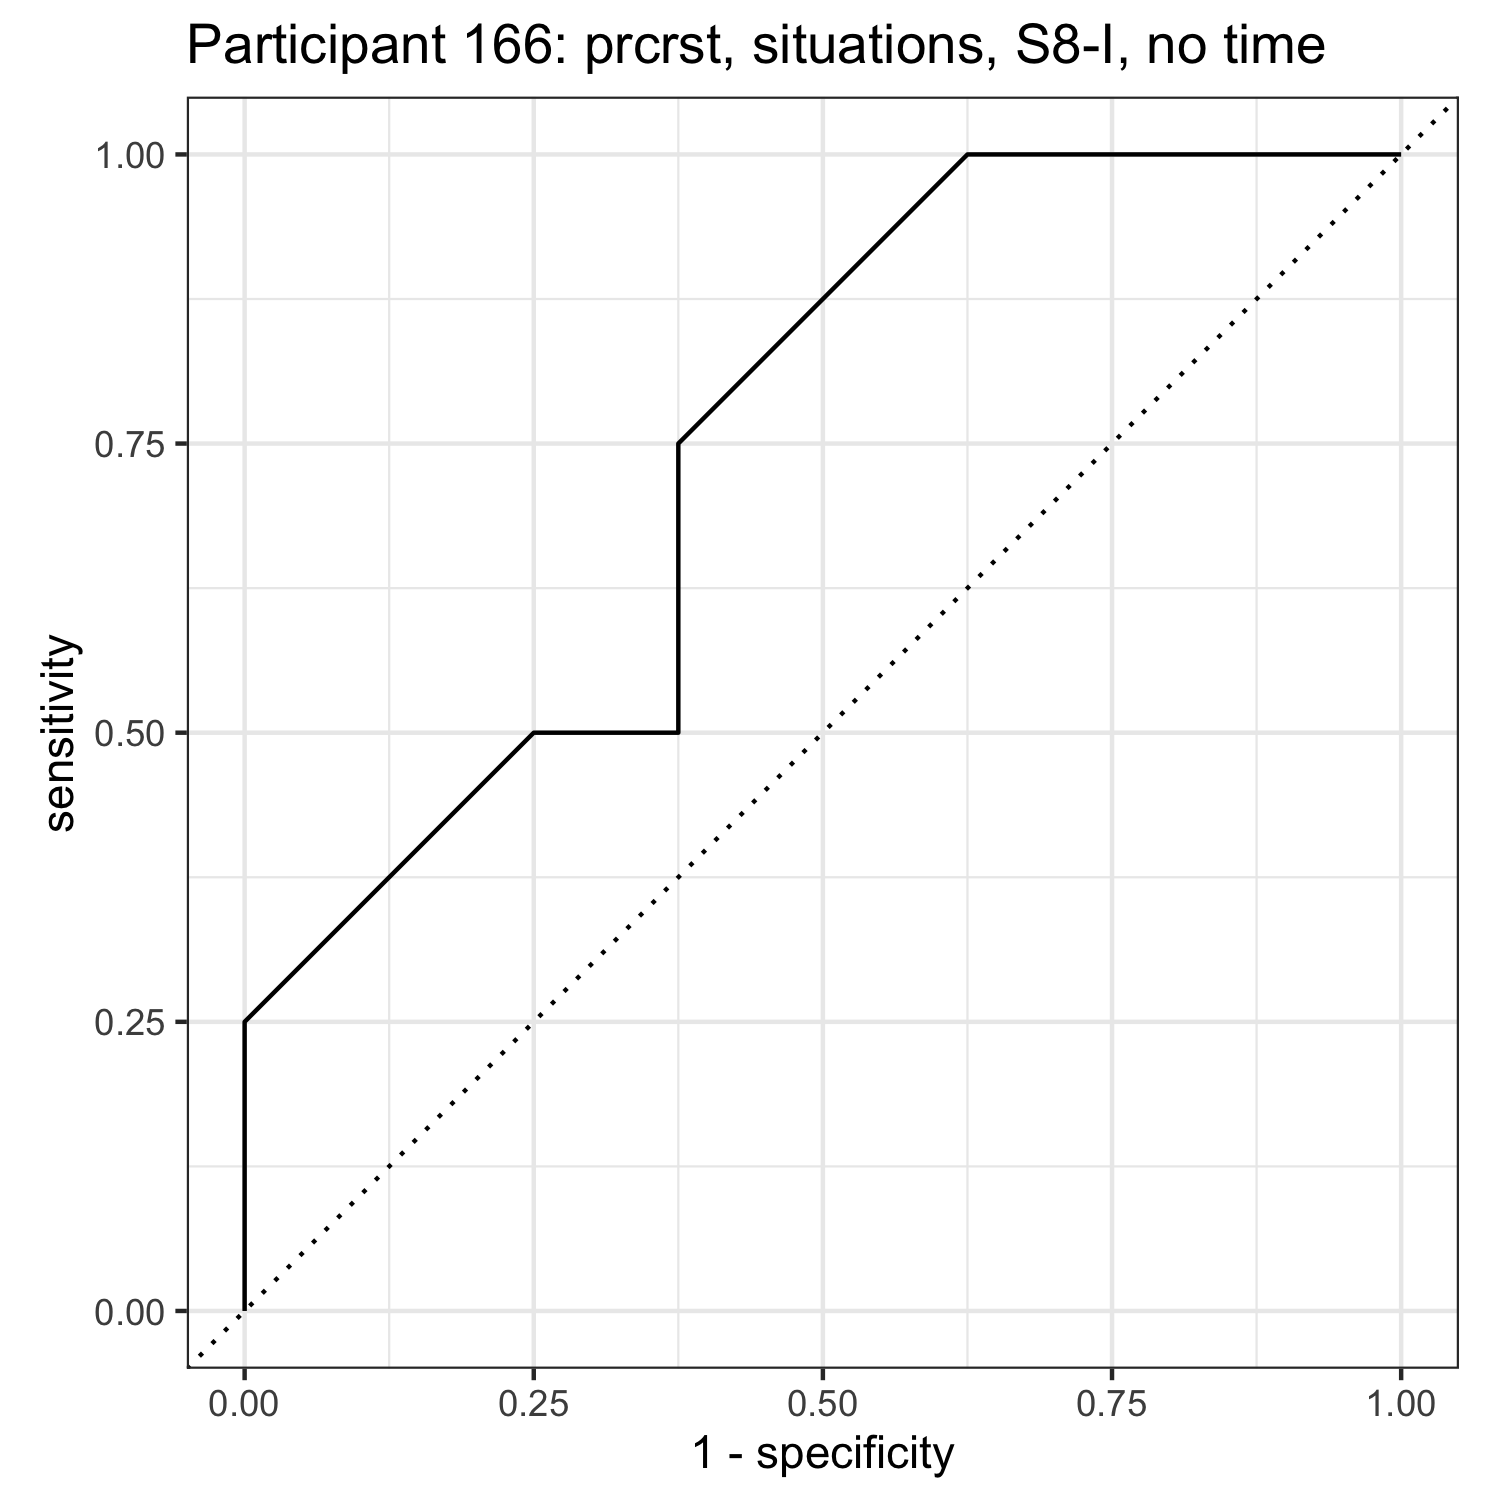 Participant 166: prcrst, situations, S8-I, no time
1.00
0.75
0.50
0.25
0.00
sensitivity
0.00 0.25 0.50 0.75 1.00
1 - specificity